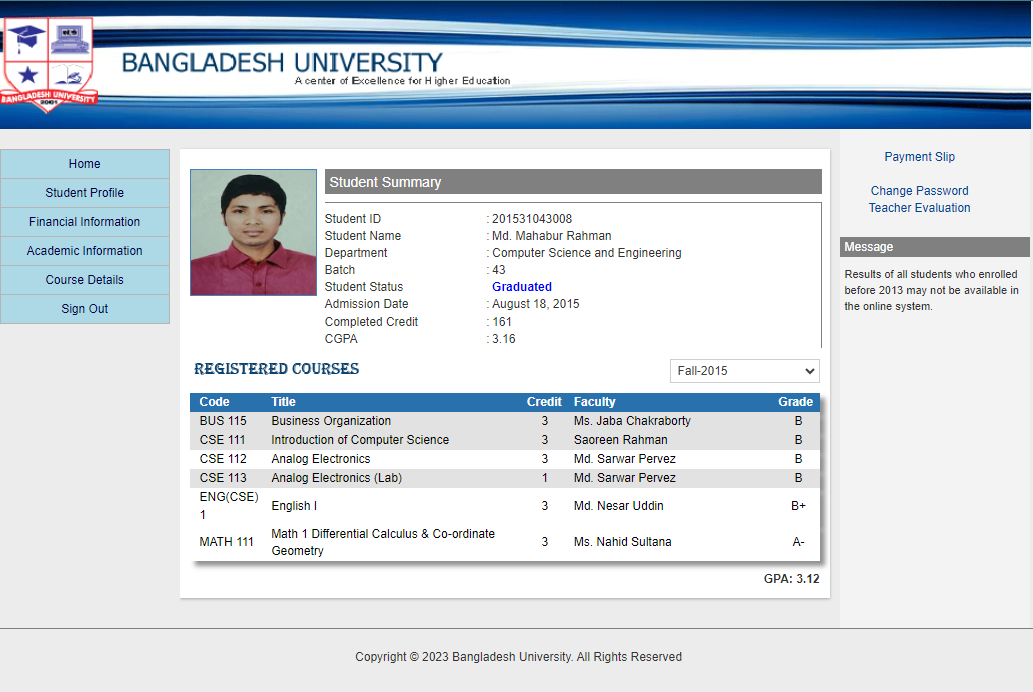 BANGLADESH UNIVERSITY
A center of Excellence for Higher Education
BANGLADESH UNIVERSITY
2001
Home
Student Profile
Financial Information
Academic Information
Course Details
Sign Out
Student Summary
Student ID : 201531043008
Student Name : Md. Mahabur Rahman
Department : Computer Science and Engineering
Batch : 43
Student Status Graduated
Admission Date : August 18, 2015
Completed Credit : 161
CGPA : 3.16
REGISTERED COURSES
Fall-2015
Code Title Credit Faculty Grade
BUS 115 Business Organization 3 Ms. Jaba Chakraborty B
CSE 111 Introduction of Computer Science 3 Saoreen Rahman B
CSE 112 Analog Electronics 3 Md. Sarwar Pervez B
CSE 113 Analog Electronics (Lab) 1 Md. Sarwar Pervez B
ENG(CSE)
1 English I 3 Md. Nesar Uddin B+
MATH 111 Math 1 Differential Calculus & Co-ordinate
Geometry 3 Ms. Nahid Sultana A-
GPA: 3.12
Payment Slip
Change Password
Teacher Evaluation
Message
Results of all students who enrolled
before 2013 may not be available in
the online system.
Copyright © 2023 Bangladesh University. All Rights Reserved